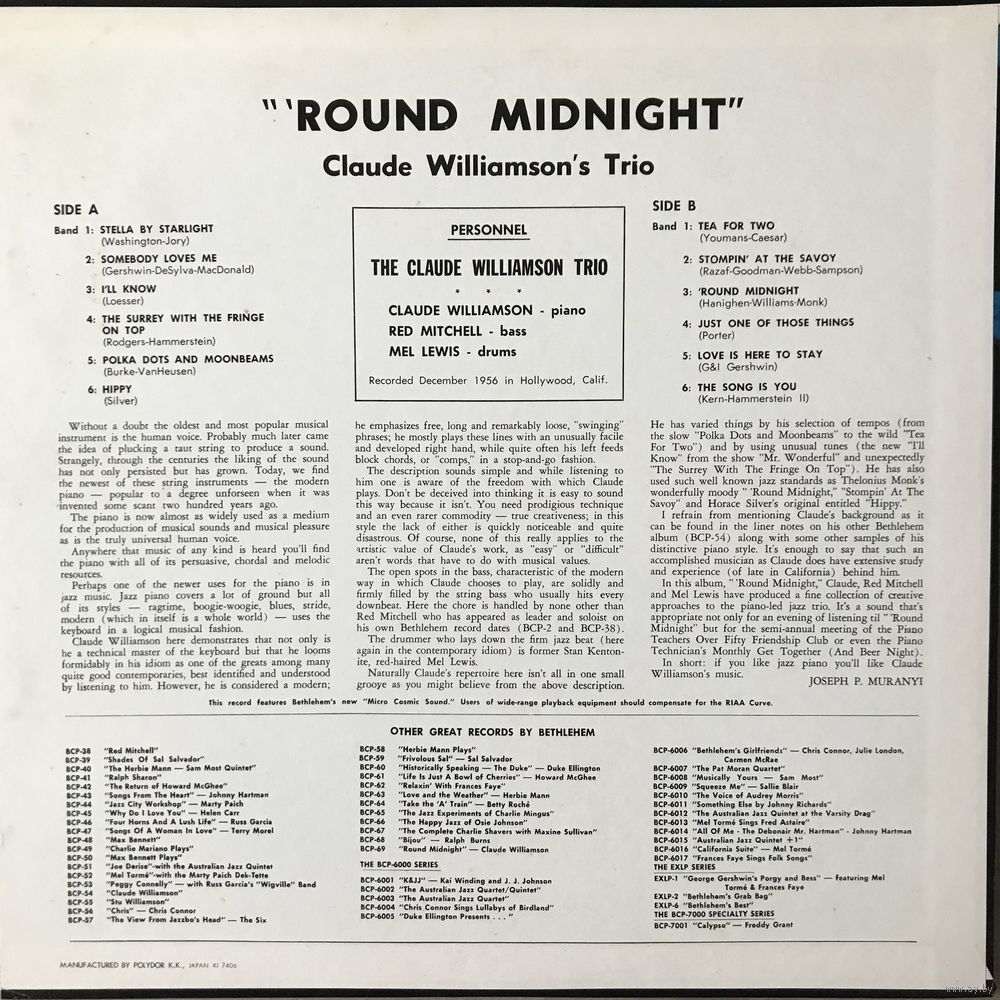 "'ROUND MIDNIGHT"
Claude Williamson's Trio
SIDE A
Band 1: STELLA BY STARLIGHT
(Washington-Jory)
2: SOMEBODY LOVES ME
(Gershwin-DeSylva-MacDonald)
3: I'LL KNOW
(Loesser)
4: THE SURREY WITH THE FRINGE
ON TOP
(Rodgers-Hammerstein)
5: POLKA DOTS AND MOONBEAMS
(Burke-VanHeusen)
6: HIPPY
(Silver)
PERSONNEL
THE CLAUDE WILLIAMSON TRIO
* * *
CLAUDE WILLIAMSON - piano
RED MITCHELL - bass
MEL LEWIS - drums
Recorded December 1956 in Hollywood, Calif.
SIDE B
Band 1: TEA FOR TWO
(Youmans-Caesar)
2: STOMPIN' AT THE SAVOY
(Razaf-Goodman-Webb-Sampson)
3: 'ROUND MIDNIGHT
(Hanighen-Williams-Monk)
4: JUST ONE OF THOSE THINGS
(Porter)
5: LOVE IS HERE TO STAY
(G&I Gershwin)
6: THE SONG IS YOU
(Kern-Hammerstein II)
Without a doubt the oldest and most popular musical
instrument is the human voice. Probably much later came
the idea of plucking a taut string to produce a sound.
Strangely, through the centuries the liking of the sound
has not only persisted but has grown. Today, we find
the newest of these string instruments — the modern
piano — popular to a degree unforseen when it was
invented some scant two hundred years ago.
The piano is now almost as widely used as a medium
for the production of musical sounds and musical pleasure
as is the truly universal human voice.
Anywhere that music of any kind is heard you'll find
the piano with all of its persuasive, chordal and melodic
resources.
Perhaps one of the newer uses for the piano is in
jazz music. Jazz piano covers a lot of ground but all
of its styles — ragtime, boogie-woogie, blues, stride,
modern (which in itself is a whole world) — uses the
keyboard in a logical musical fashion.
Claude Williamson here demonstrates that not only is
he a technical master of the keyboard but that he looms
formidably in his idiom as one of the greats among many
quite good contemporaries, best identified and understood
by listening to him. However, he is considered a modern;
he emphasizes free, long and remarkably loose, "swinging"
phrases; he mostly plays these lines with an unusually facile
and developed right hand, while quite often his left feeds
block chords, or "comps," in a stop-and-go fashion.
The description sounds simple and while listening to
him one is aware of the freedom with which Claude
plays. Don't be deceived into thinking it is easy to sound
this way because it isn't. You need prodigious technique
and an even rarer commodity — true creativeness; in this
style the lack of either is quickly noticeable and quite
disastrous. Of course, none of this really applies to the
artistic value of Claude's work, as "easy" or "difficult"
aren't words that have to do with musical values.
The open spots in the bass, characteristic of the modern
way in which Claude chooses to play, are solidly and
firmly filled by the string bass who usually hits every
downbeat. Here the chore is handled by none other than
Red Mitchell who has appeared as leader and soloist on
his own Bethlehem record dates (BCP-2 and BCP-38).
The drummer who lays down the firm jazz beat (here
again in the contemporary idiom) is former Stan Kenton-
ite, red-haired Mel Lewis.
Naturally Claude's repertoire here isn't all in one small
groove as you might believe from the above description.
He has varied things by his selection of tempos (from
the slow "Polka Dots and Moonbeams" to the wild "Tea
For Two") and by using unusual tunes (the new "I'll
Know" from the show "Mr. Wonderful" and unexpectedly
"The Surrey With The Fringe On Top"). He has also
used such well known jazz standards as Thelonius Monk's
wonderfully moody "'Round Midnight," "Stompin' At The
Savoy" and Horace Silver's original entitled "Hippy."
I refrain from mentioning Claude's background as it
can be found in the liner notes on his other Bethlehem
album (BCP-54) along with some other samples of his
distinctive piano style. It's enough to say that such an
accomplished musician as Claude does have extensive study
and experience (of late in California) behind him.
In this album, "'Round Midnight," Claude, Red Mitchell
and Mel Lewis have produced a fine collection of creative
approaches to the piano-led jazz trio. It's a sound that's
appropriate not only for an evening of listening til "'Round
Midnight" but for the semi-annual meeting of the Piano
Teachers Over Fifty Friendship Club or even the Piano
Technician's Monthly Get Together (And Beer Night).
In short: if you like jazz piano you'll like Claude
Williamson's music.
JOSEPH P. MURANYI
This record features Bethlehem's new "Micro Cosmic Sound." Users of wide-range playback equipment should compensate for the RIAA Curve.
OTHER GREAT RECORDS BY BETHLEHEM
BCP-38 "Red Mitchell"
BCP-39 "Shades Of Sal Salvador"
BCP-40 "The Herbie Mann — Sam Most Quintet"
BCP-41 "Ralph Sharon"
BCP-42 "The Return of Howard McGhee"
BCP-43 "Songs From The Heart" — Johnny Hartman
BCP-44 "Jazz City Workshop" — Marty Paich
BCP-45 "Why Do I Love You" — Helen Carr
BCP-46 "Four Horns And A Lush Life" — Russ Garcia
BCP-47 "Songs Of A Woman In Love" — Terry Morel
BCP-48 "Max Bennett"
BCP-49 "Charlie Mariano Plays"
BCP-50 "Max Bennett Plays"
BCP-51 "Joe Derise"-with the Australian Jazz Quintet
BCP-52 "Mel Tormé"-with the Marty Paich Dek-Tette
BCP-53 "Peggy Connelly" — with Russ Garcia's "Wigville" Band
BCP-54 "Claude Williamson"
BCP-55 "Stu Williamson"
BCP-56 "Chris" — Chris Connor
BCP-57 "The View From Jazzbo's Head" — The Six
BCP-58 "Herbie Mann Plays"
BCP-59 "Frivolous Sal" — Sal Salvador
BCP-60 "Historically Speaking — The Duke" — Duke Ellington
BCP-61 "Life Is Just A Bowl of Cherries" — Howard McGhee
BCP-62 "Relaxin' With Frances Faye"
BCP-63 "Love and the Weather" — Herbie Mann
BCP-64 "Take the 'A' Train" — Betty Roché
BCP-65 "The Jazz Experiments of Charlie Mingus"
BCP-66 "The Happy Jazz of Osie Johnson"
BCP-67 "The Complete Charlie Shavers with Maxine Sullivan"
BCP-68 "Bijou" — Ralph Burns
BCP-69 "Round Midnight" — Claude Williamson
THE BCP-6000 SERIES
BCP-6001 "K&JJ" — Kai Winding and J. J. Johnson
BCP-6002 "The Australian Jazz Quartet/Quintet"
BCP-6003 "The Australian Jazz Quartet"
BCP-6004 "Chris Connor Sings Lullabys of Birdland"
BCP-6005 "Duke Ellington Presents . . . "
BCP-6006 "Bethlehem's Girlfriends" — Chris Connor, Julie London,
Carmen McRae
BCP-6007 "The Pat Moran Quartet"
BCP-6008 "Musically Yours — Sam Most"
BCP-6009 "Squeeze Me" — Sallie Blair
BCP-6010 "The Voice of Audrey Morris"
BCP-6011 "Something Else by Johnny Richards"
BCP-6012 "The Australian Jazz Quintet at the Varsity Drag"
BCP-6013 "Mel Tormé Sings Fred Astaire"
BCP-6014 "All Of Me - The Debonair Mr. Hartman" - Johnny Hartman
BCP-6015 "Australian Jazz Quintet +1"
BCP-6016 "California Suite" — Mel Tormé
BCP-6017 "Frances Faye Sings Folk Songs"
THE EXLP SERIES
EXLP-1 "George Gershwin's Porgy and Bess" — featuring Mel
Tormé & Frances Faye
EXLP-2 "Bethlehem's Grab Bag"
EXLP-6 "Bethlehem's Best"
THE BCP-7000 SPECIALTY SERIES
BCP-7001 "Calypso" — Freddy Grant
MANUFACTURED BY POLYDOR K.K., JAPAN KI 7406